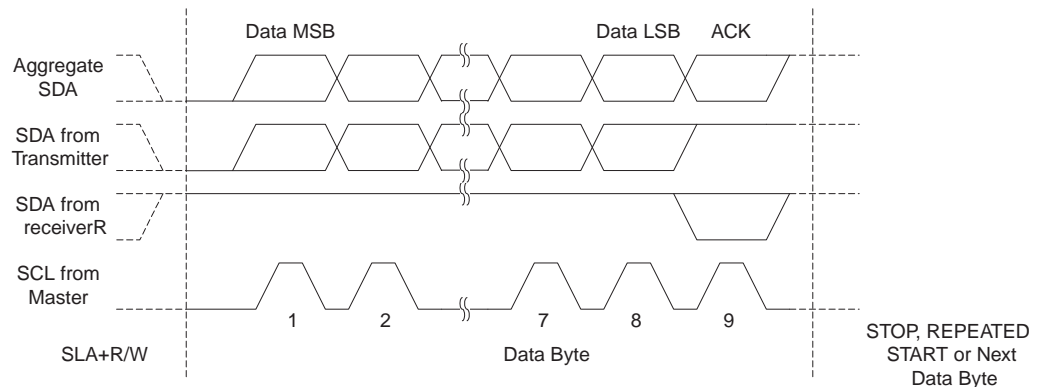 Data MSB
Data LSB
ACK
Aggregate
SDA
SDA from
Transmitter
SDA from
receiverR
SCL from
Master
1
2
7
8
9
SLA+R/W
Data Byte
STOP, REPEATED
START or Next
Data Byte